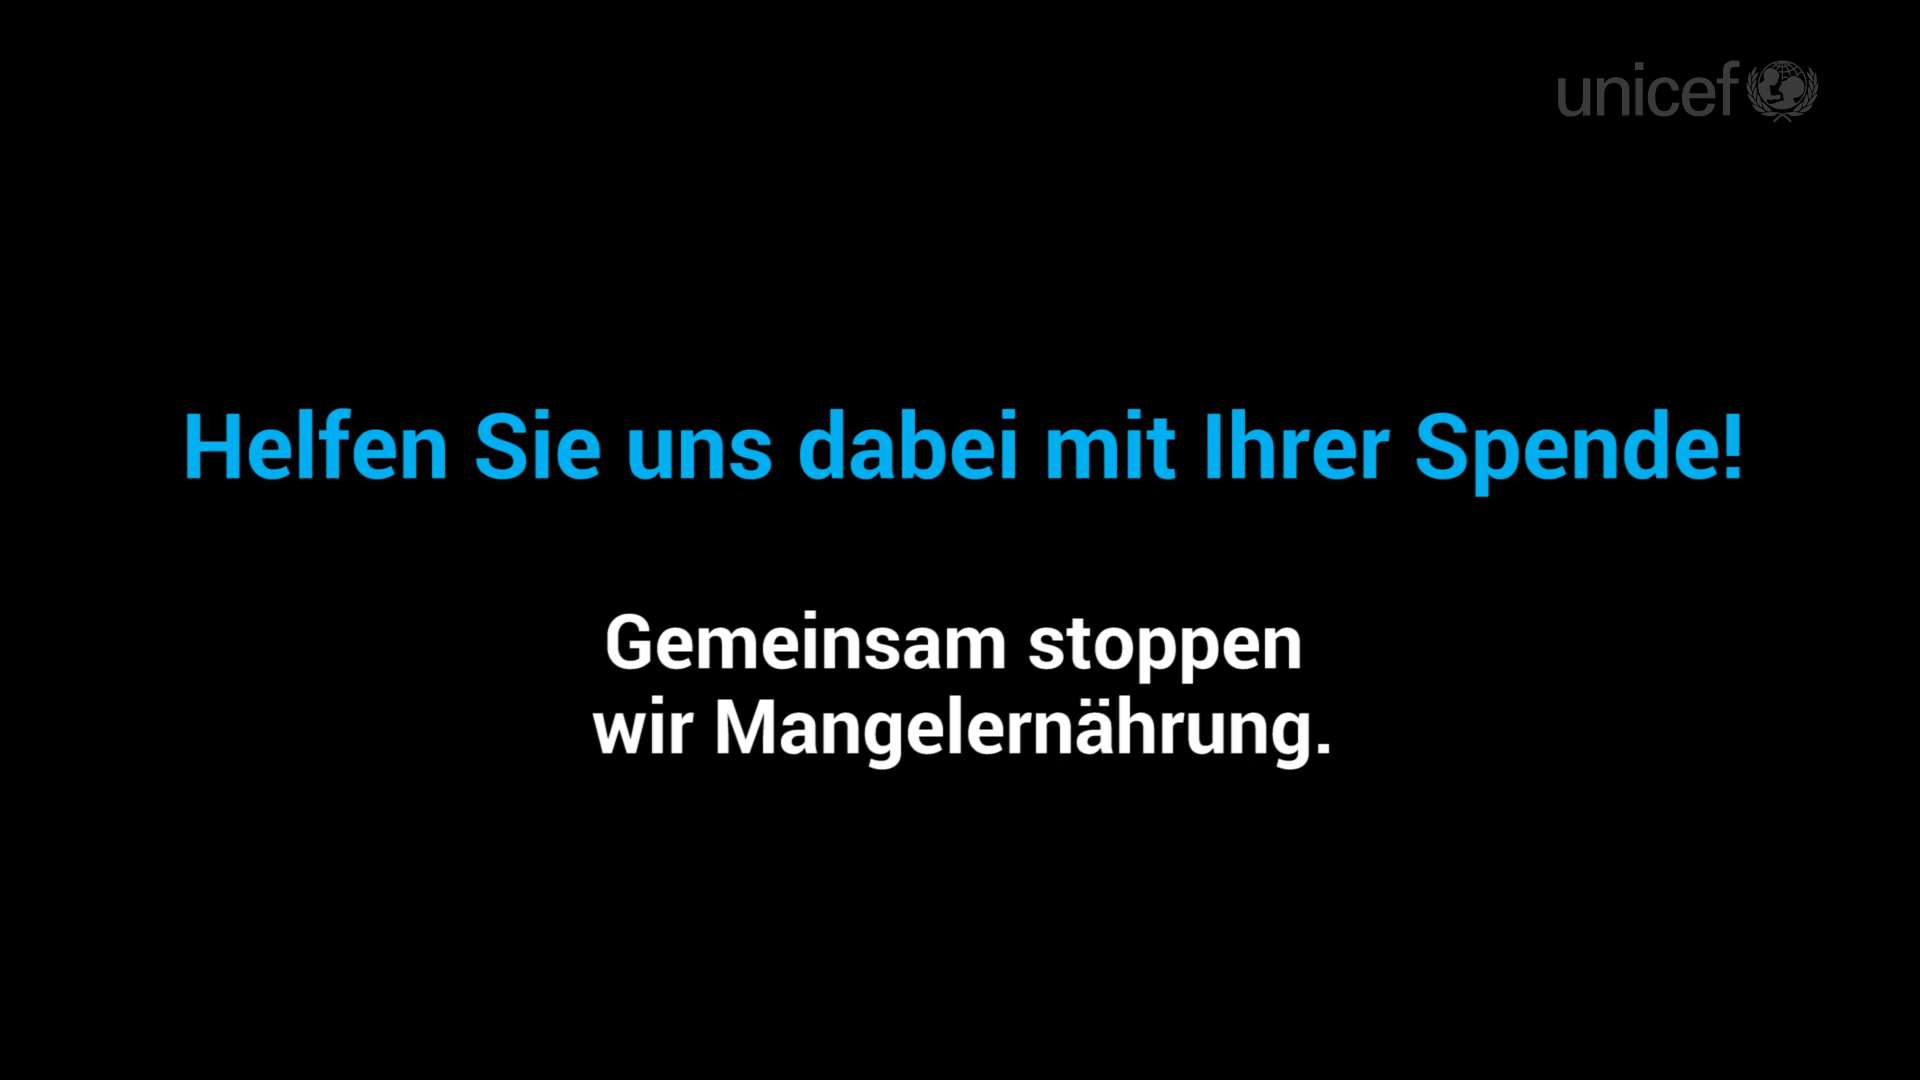 unicef
Helfen Sie uns dabei mit Ihrer Spende!
Gemeinsam stoppen
wir Mangelernährung.